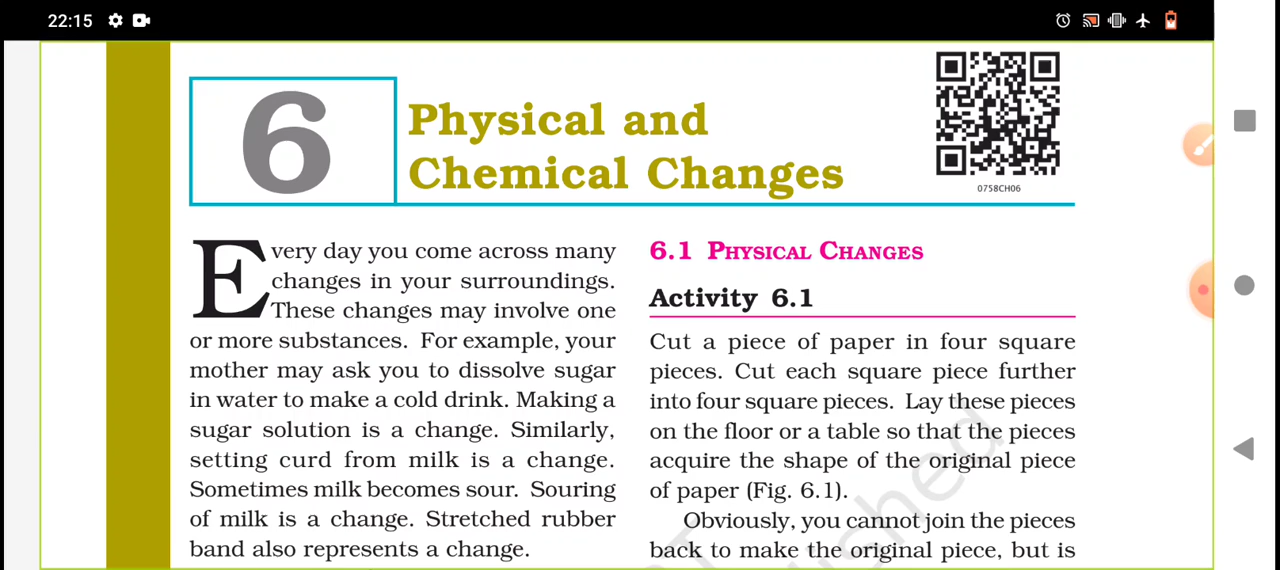 22:15
6
Physical and
Chemical Changes
0758CH06
Every day you come across many
changes in your surroundings.
These changes may involve one
or more substances. For example, your
mother may ask you to dissolve sugar
in water to make a cold drink. Making a
sugar solution is a change. Similarly,
setting curd from milk is a change.
Sometimes milk becomes sour. Souring
of milk is a change. Stretched rubber
band also represents a change.
6.1 PHYSICAL CHANGES
Activity 6.1
Cut a piece of paper in four square
pieces. Cut each square piece further
into four square pieces. Lay these pieces
on the floor or a table so that the pieces
acquire the shape of the original piece
of paper (Fig. 6.1).
Obviously, you cannot join the pieces
back to make the original piece, but is